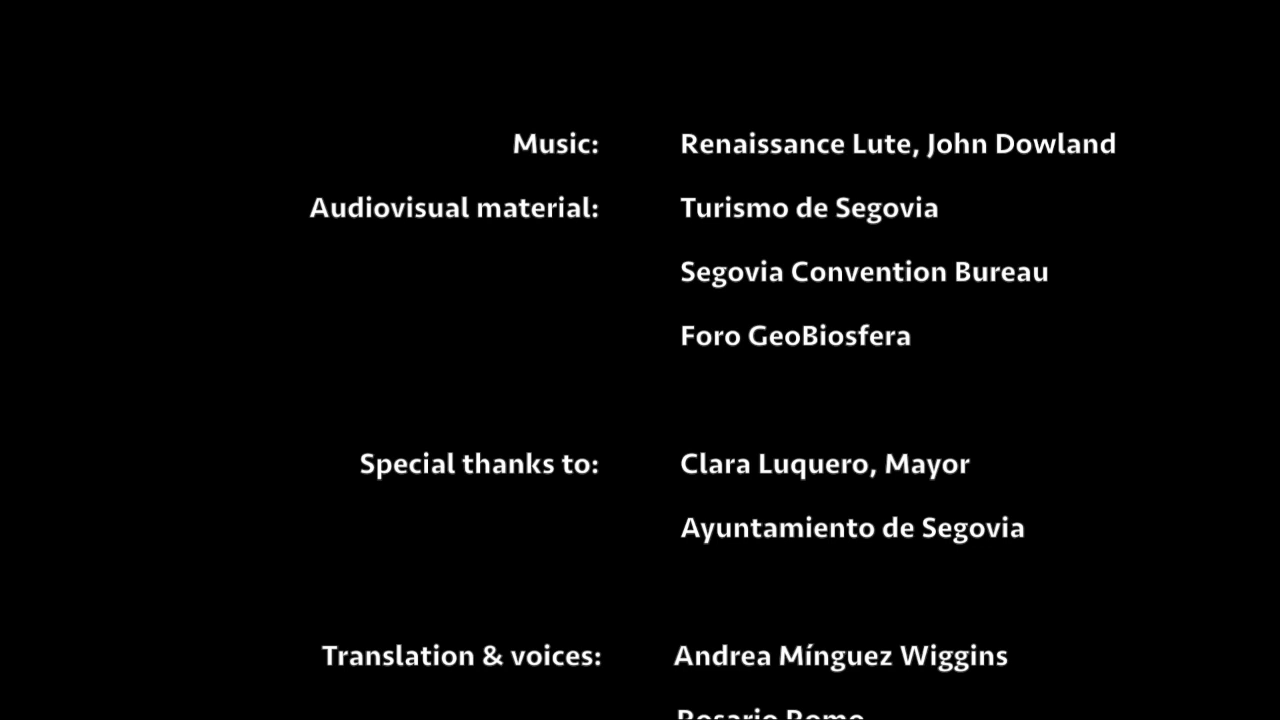 Music: Renaissance Lute, John Dowland
Audiovisual material: Turismo de Segovia
Segovia Convention Bureau
Foro GeoBiosfera
Special thanks to: Clara Luquero, Mayor
Ayuntamiento de Segovia
Translation & voices: Andrea Mínguez Wiggins
Rosario